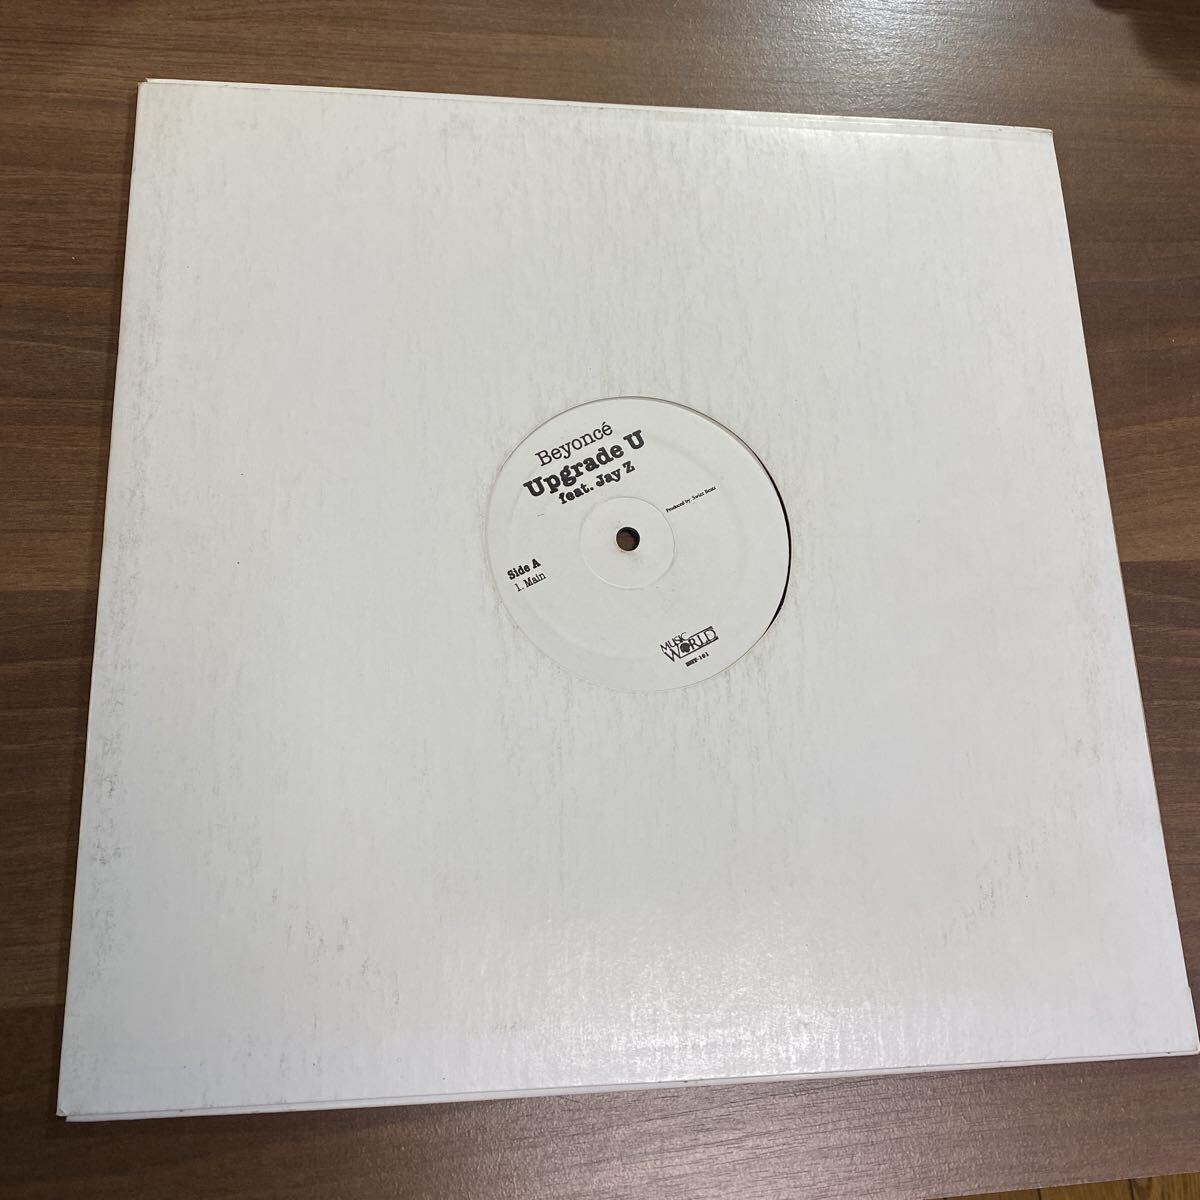 Beyoncé
Upgrade U
feat. Jay Z
Produced by: Swizz Beatz
Side A
1. Main
MUSIC
WORLD